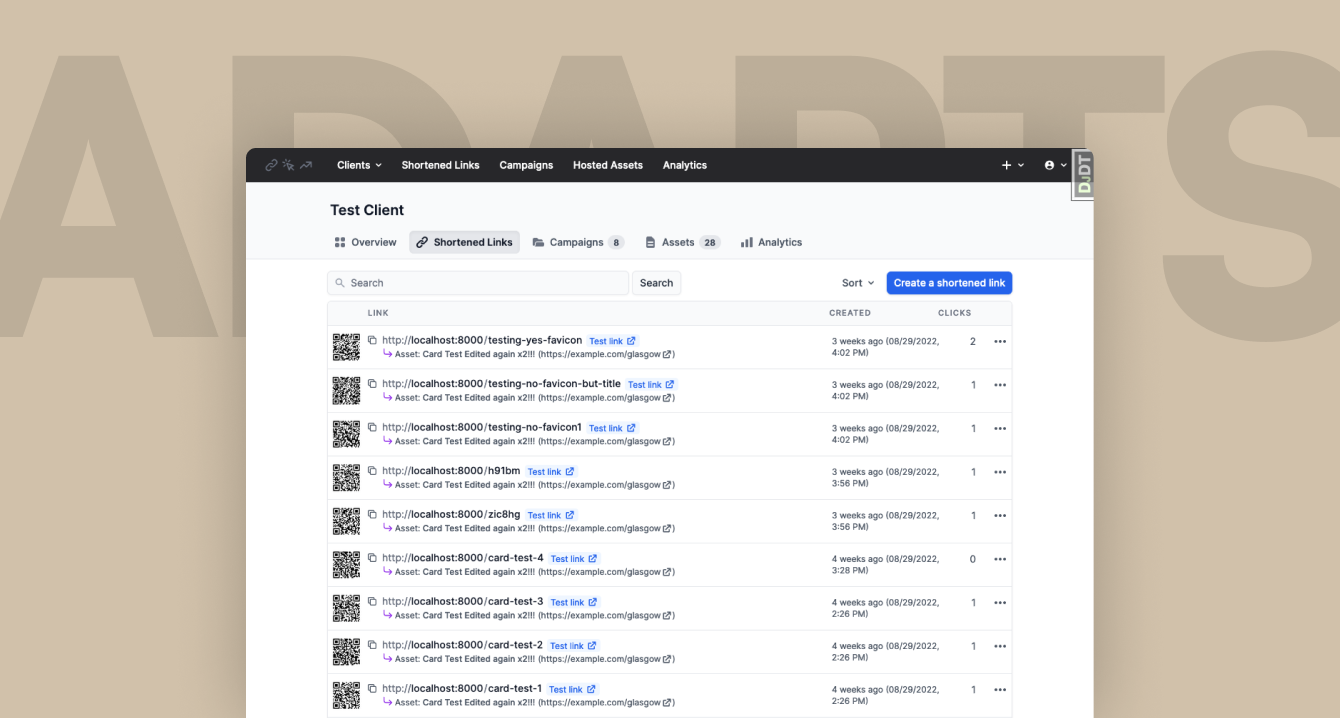 ADAPTS
Clients Shortened Links Campaigns Hosted Assets Analytics
DjDT
Test Client
Overview Shortened Links Campaigns 8 Assets 28 Analytics
Search Search Sort Create a shortened link
LINK CREATED CLICKS
http://localhost:8000/testing-yes-favicon Test link 3 weeks ago (08/29/2022, 2
Asset: Card Test Edited again x2!!! (https://example.com/glasgow) 4:02 PM)
http://localhost:8000/testing-no-favicon-but-title Test link 3 weeks ago (08/29/2022, 1
Asset: Card Test Edited again x2!!! (https://example.com/glasgow) 4:02 PM)
http://localhost:8000/testing-no-favicon1 Test link 3 weeks ago (08/29/2022, 1
Asset: Card Test Edited again x2!!! (https://example.com/glasgow) 4:02 PM)
http://localhost:8000/h91bm Test link 3 weeks ago (08/29/2022, 1
Asset: Card Test Edited again x2!!! (https://example.com/glasgow) 3:56 PM)
http://localhost:8000/zic8hg Test link 3 weeks ago (08/29/2022, 1
Asset: Card Test Edited again x2!!! (https://example.com/glasgow) 3:56 PM)
http://localhost:8000/card-test-4 Test link 4 weeks ago (08/29/2022, 0
Asset: Card Test Edited again x2!!! (https://example.com/glasgow) 3:28 PM)
http://localhost:8000/card-test-3 Test link 4 weeks ago (08/29/2022, 1
Asset: Card Test Edited again x2!!! (https://example.com/glasgow) 2:26 PM)
http://localhost:8000/card-test-2 Test link 4 weeks ago (08/29/2022, 1
Asset: Card Test Edited again x2!!! (https://example.com/glasgow) 2:26 PM)
http://localhost:8000/card-test-1 Test link 4 weeks ago (08/29/2022, 1
Asset: Card Test Edited again x2!!! (https://example.com/glasgow) 2:26 PM)